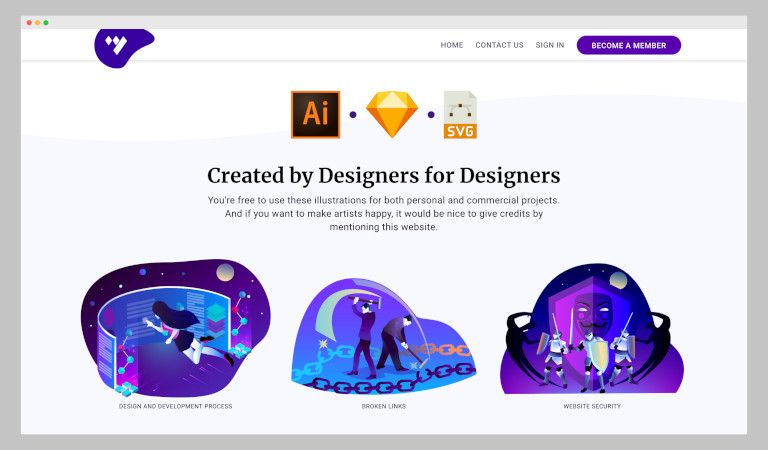 HOME CONTACT US SIGN IN BECOME A MEMBER
Ai
SVG
Created by Designers for Designers
You're free to use these illustrations for both personal and commercial projects.
And if you want to make artists happy, it would be nice to give credits by
mentioning this website.
DESIGN AND DEVELOPMENT PROCESS
BROKEN LINKS
WEBSITE SECURITY